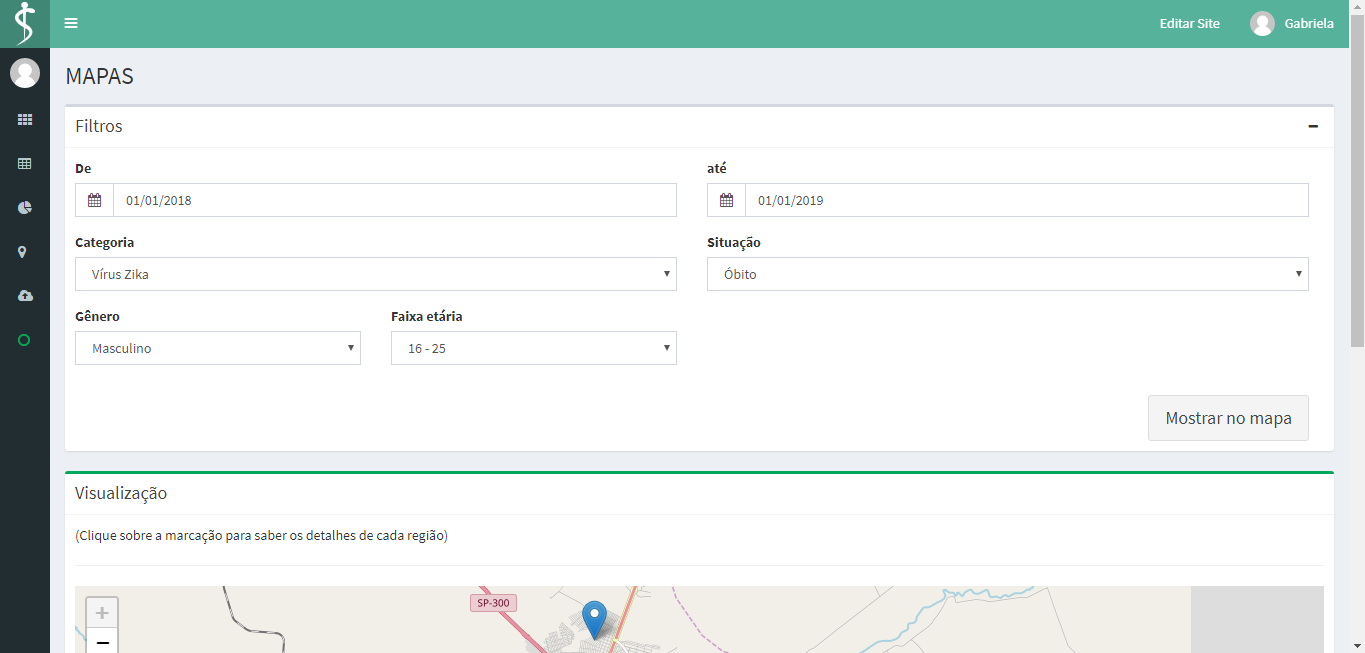 Editar Site
Gabriela
MAPAS
Filtros
De
até
01/01/2018
01/01/2019
Categoria
Situação
Vírus Zika
Óbito
Gênero
Faixa etária
Masculino
16 - 25
Mostrar no mapa
Visualização
(Clique sobre a marcação para saber os detalhes de cada região)
+
SP-300
−